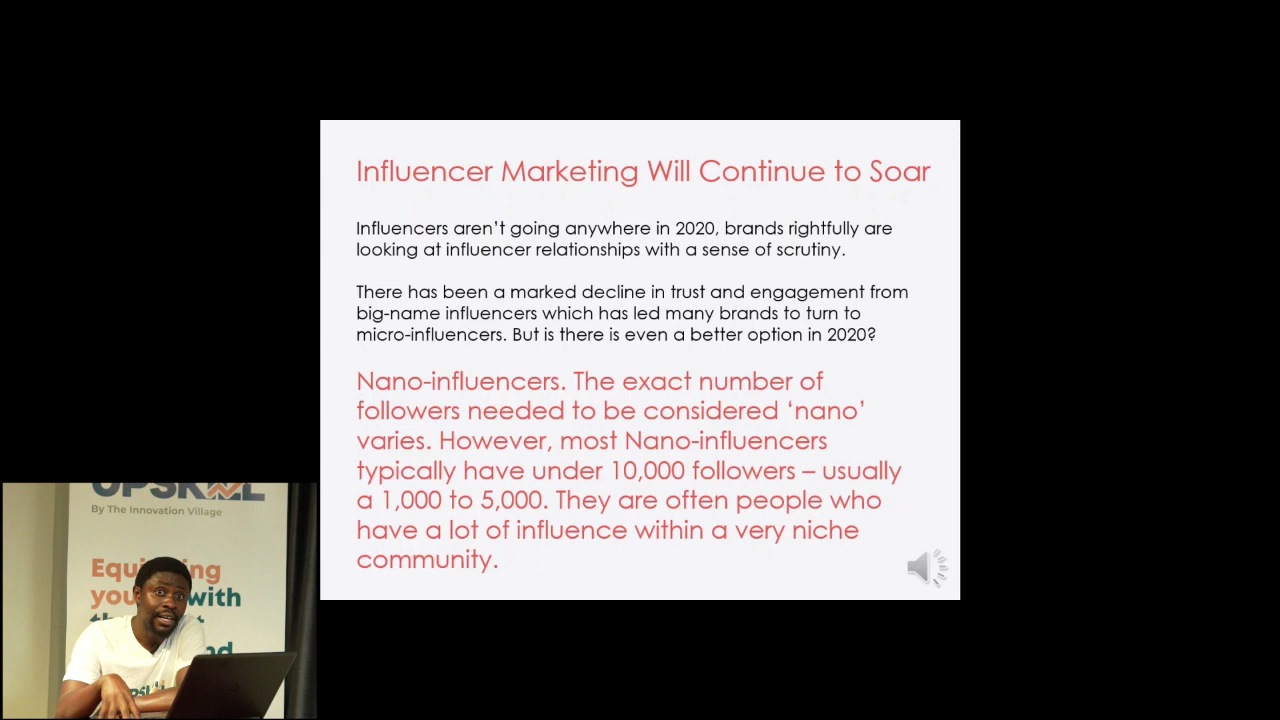 Influencer Marketing Will Continue to Soar
Influencers aren't going anywhere in 2020, brands rightfully are
looking at influencer relationships with a sense of scrutiny.
There has been a marked decline in trust and engagement from
big-name influencers which has led many brands to turn to
micro-influencers. But is there is even a better option in 2020?
Nano-influencers. The exact number of
followers needed to be considered ‘nano’
varies. However, most Nano-influencers
typically have under 10,000 followers – usually
a 1,000 to 5,000. They are often people who
have a lot of influence within a very niche
community.
UPSKILL
By The Innovation Village
with